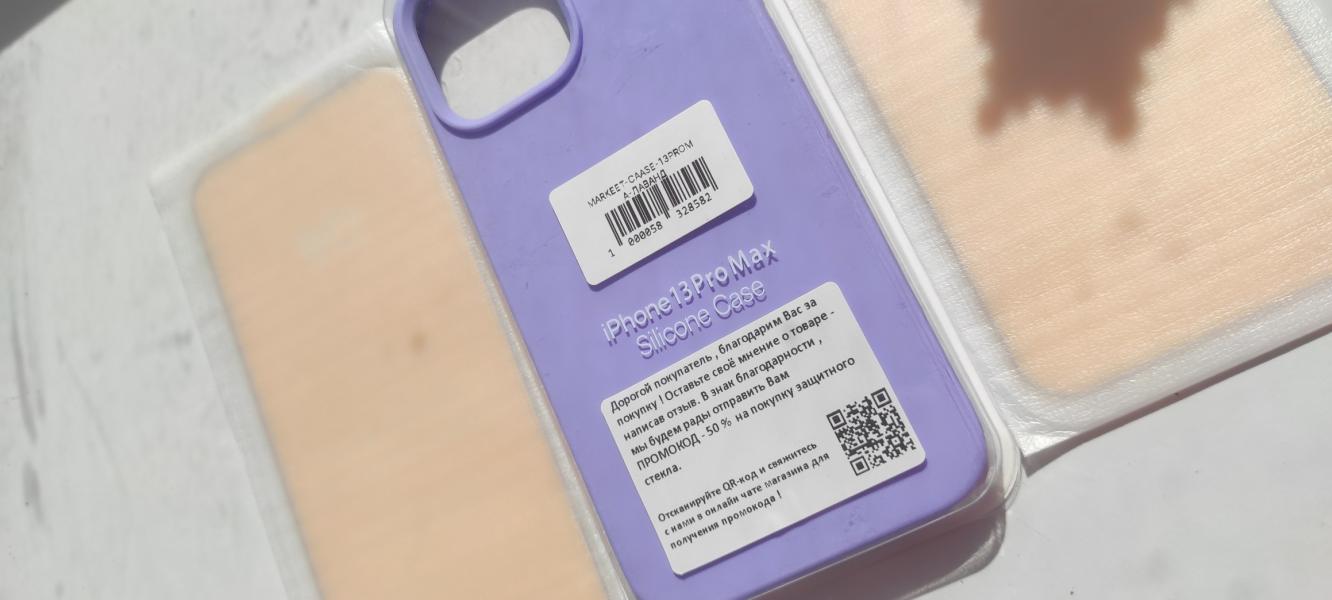 MARKEET-CAASE-13PROM
A-ЛАВАНД
1 000058 328582
iPhone 13 Pro Max
Silicone Case
Дорогой покупатель , благодарим Вас за
покупку ! Оставьте своё мнение о товаре -
написав отзыв. В знак благодарности ,
мы будем рады отправить Вам
ПРОМОКОД - 50 % на покупку защитного
стекла.
Отсканируйте QR-код и свяжитесь
с нами в онлайн чате магазина для
получения промокода !